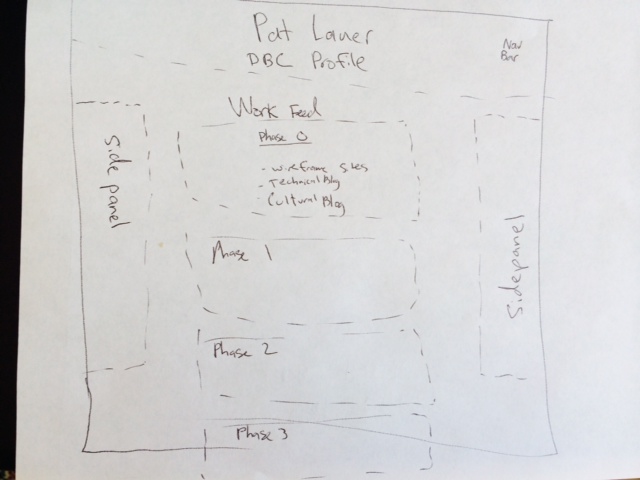 Pat Lauer
DBC Profile
Nav
Bar
Work Feed
Phase 0
- wireframe sites
- Technical Blog
- Cultural Blog
side panel
Sidepanel
Phase 1
Phase 2
Phase 3